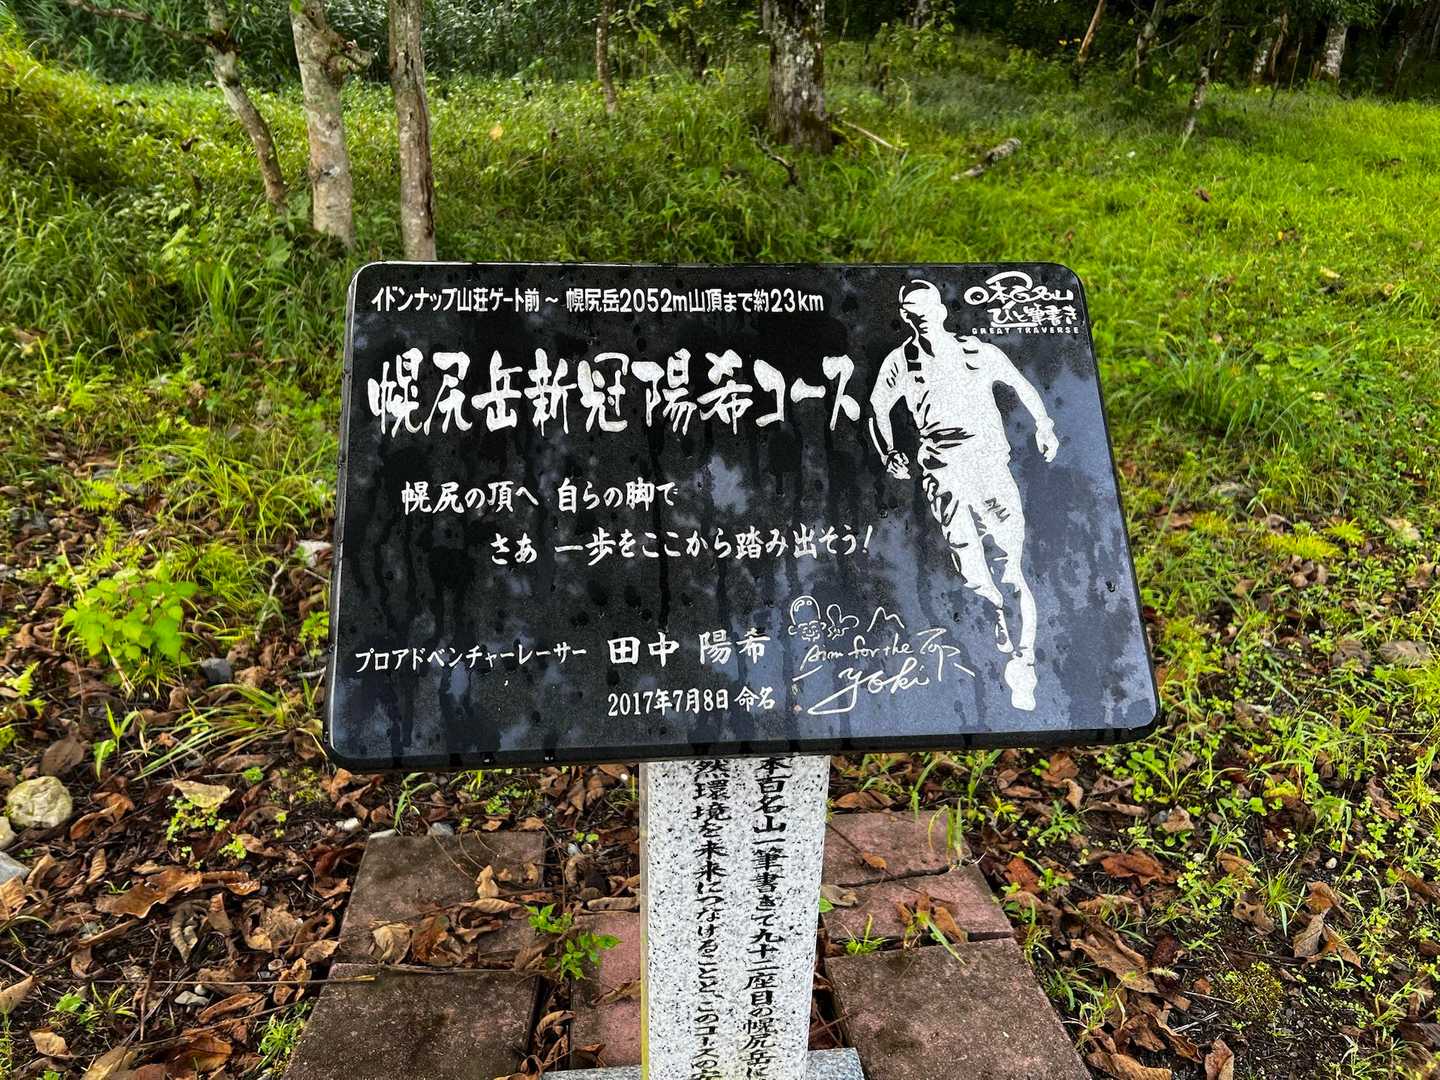 イドンナップ山荘ゲート前～幌尻岳2052m山頂まで約23km
日本百名山
ひと筆書き
GREAT TRAVERSE
幌尻岳新冠陽希コース
幌尻の頂へ 自らの脚で
さぁ 一歩をここから踏み出そう!
プロアドベンチャーレーサー 田中 陽希
Aim for the Top
yoki
2017年7月8日 命名
本百名山一筆書きで九十二座目の幌尻岳に
然環境を未来につなげることと、このコースの